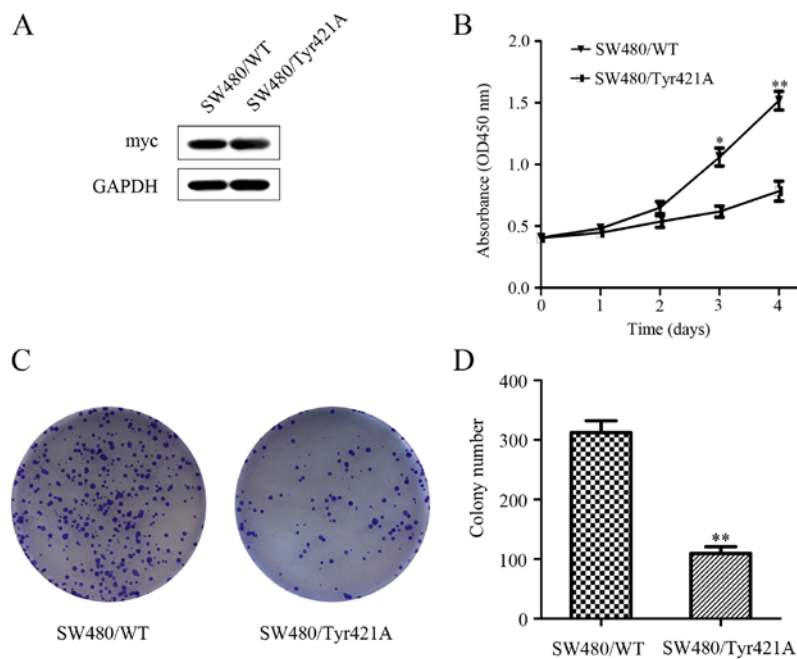 A
SW480/WT
SW480/Tyr421A
myc
GAPDH
B
SW480/WT
SW480/Tyr421A
Absorbance (OD450 nm)
2.0
1.5
1.0
0.5
0.0
*
**
0 1 2 3 4
Time (days)
C
SW480/WT SW480/Tyr421A
D
Colony number
400
300
200
100
0
**
SW480/WT SW480/Tyr421A